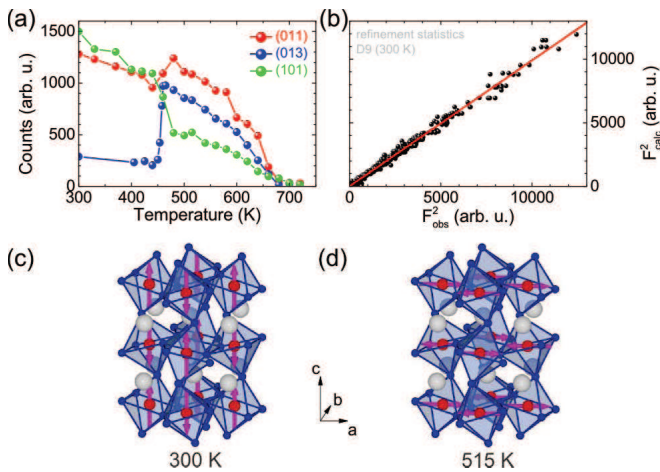 (a)
(b)
1500
1000
500
0
Counts (arb. u.)
(011)
(013)
(101)
300
400
500
600
700
Temperature (K)
refinement statistics
D9 (300 K)
10000
5000
0
F²calc (arb. u.)
0
5000
10000
F²obs (arb. u.)
(c)
(d)
c
b
a
300 K
515 K